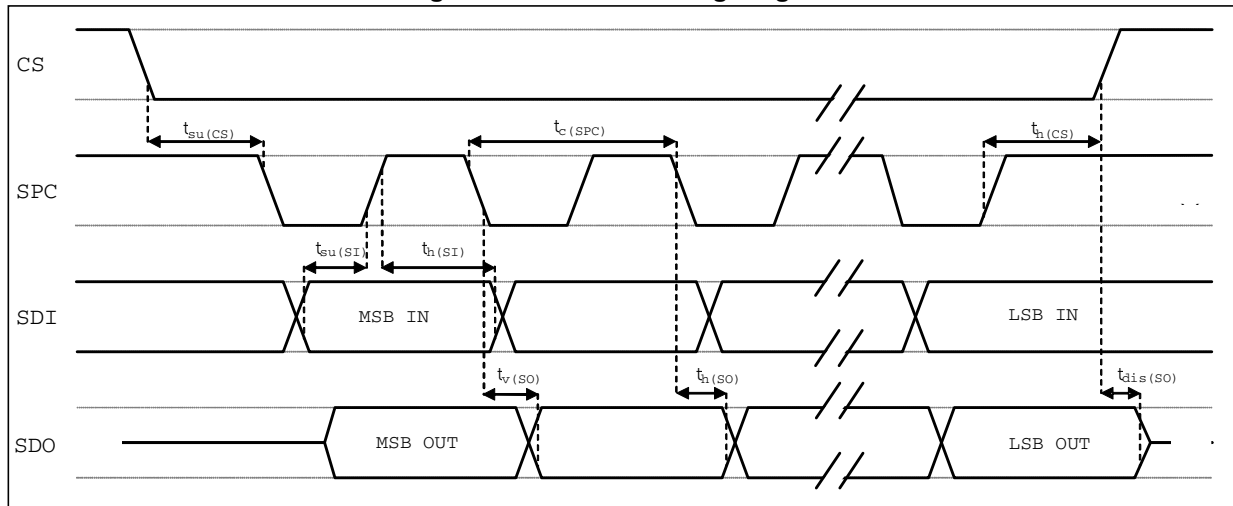 CS
t_su(CS)
t_c(SPC)
t_h(CS)
SPC
t_su(SI)
t_h(SI)
SDI
MSB IN
LSB IN
t_v(SO)
t_h(SO)
t_dis(SO)
SDO
MSB OUT
LSB OUT